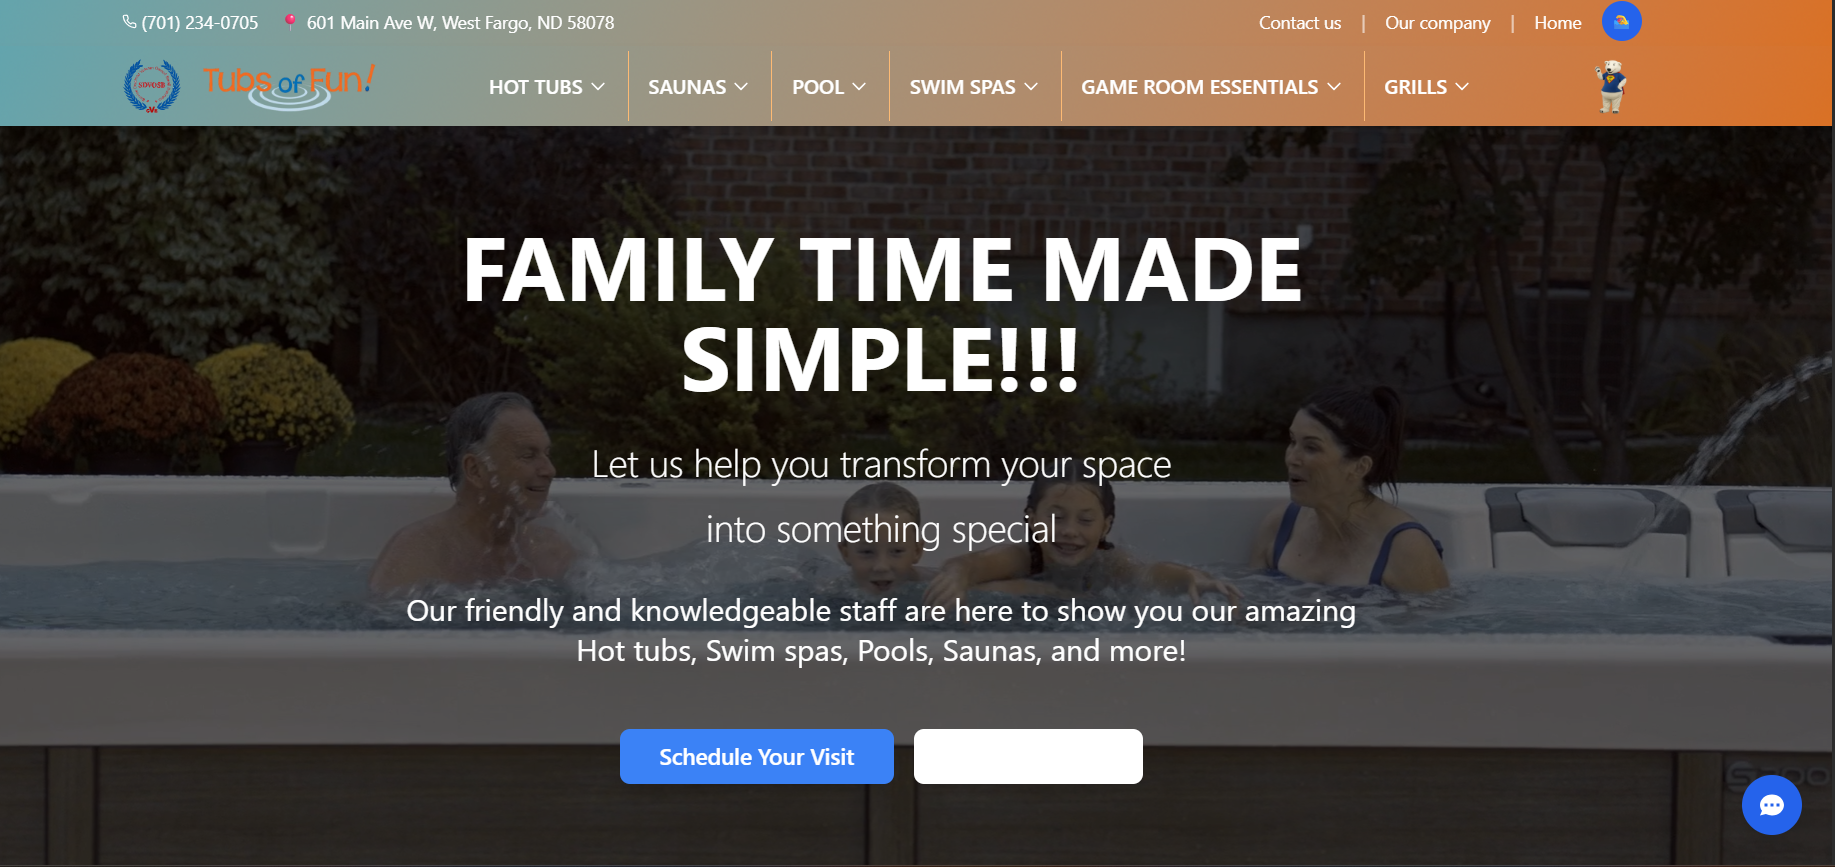 (701) 234-0705
601 Main Ave W, West Fargo, ND 58078
Contact us | Our company | Home
SDVOSB
Tubs of Fun!
HOT TUBS
SAUNAS
POOL
SWIM SPAS
GAME ROOM ESSENTIALS
GRILLS
FAMILY TIME MADE
SIMPLE!!!
Let us help you transform your space
into something special
Our friendly and knowledgeable staff are here to show you our amazing
Hot tubs, Swim spas, Pools, Saunas, and more!
Schedule Your Visit